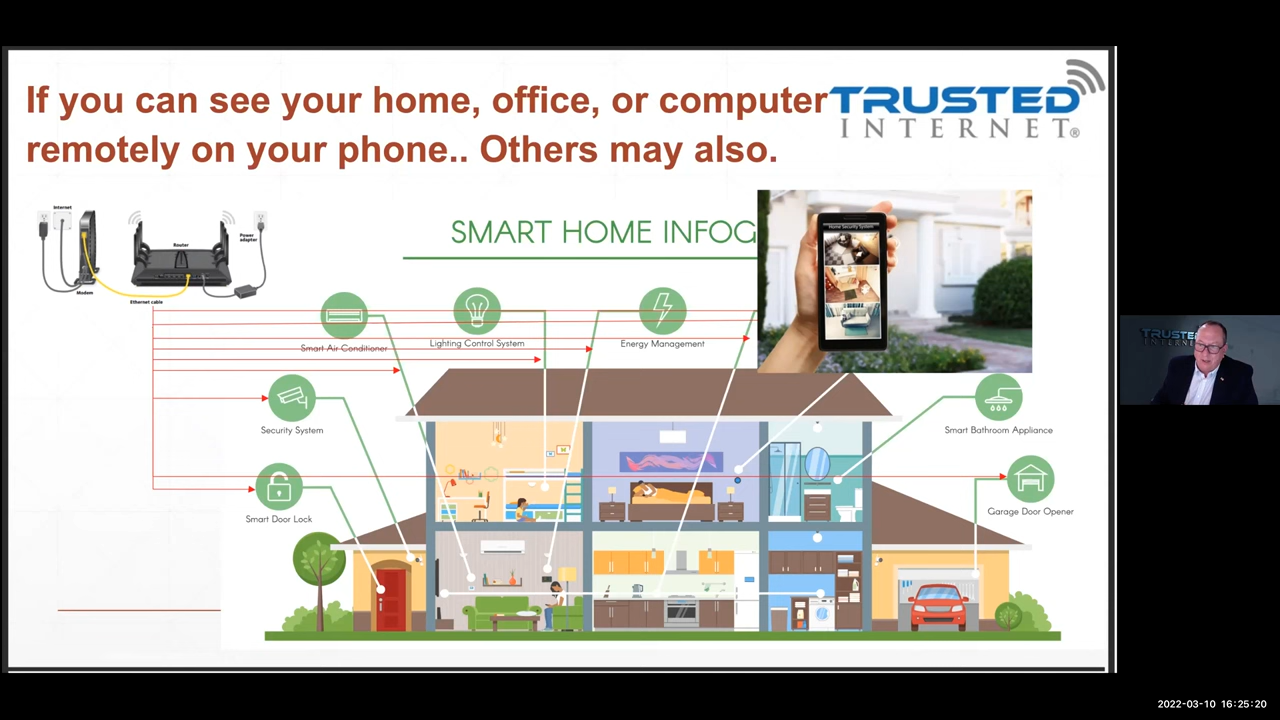 If you can see your home, office, or computer
remotely on your phone.. Others may also.
TRUSTED
INTERNET®
Internet
Modem
Ethernet cable
Router
Power
adapter
SMART HOME INFOG
Home Security System
Smart Air Conditioner
Lighting Control System
Energy Management
Security System
Smart Bathroom Appliance
Smart Door Lock
Garage Door Opener
TRUSTED
INTERNET
2022-03-10 16:25:20